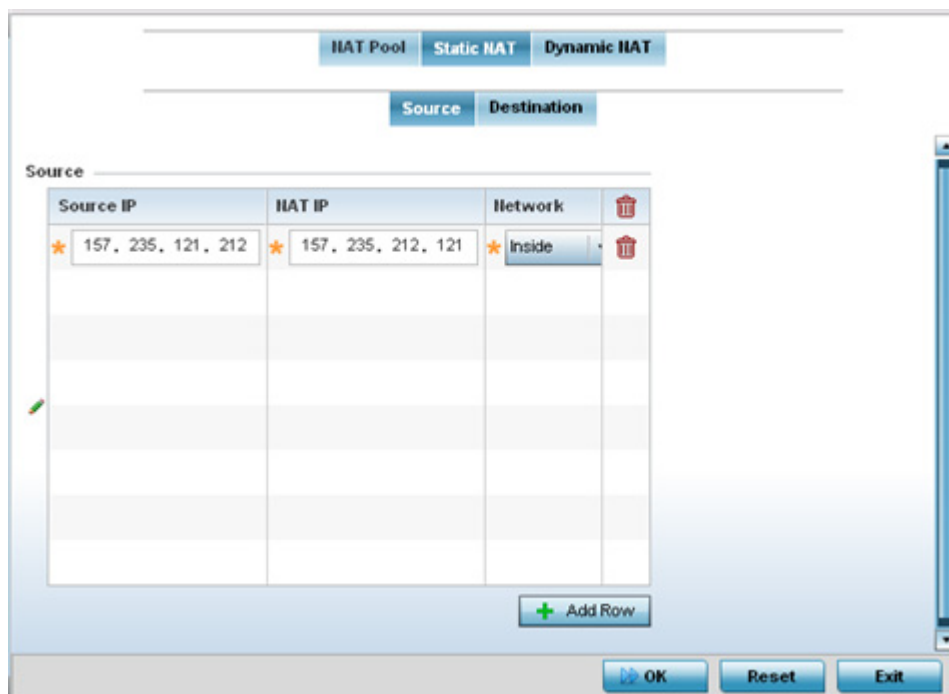 NAT Pool Static NAT Dynamic NAT
Source Destination
Source
Source IP NAT IP Network
* 157. 235. 121. 212 * 157. 235. 212. 121 * Inside
Add Row
OK Reset Exit